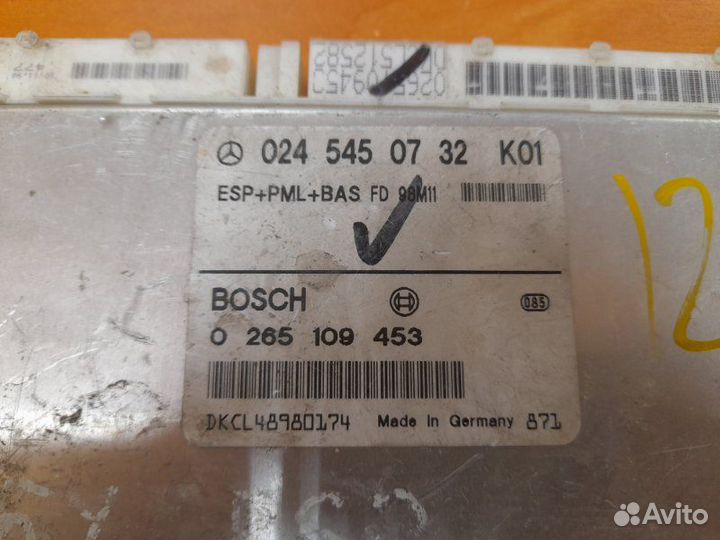 024 545 07 32 K01
ESP+PML+BAS FD 98M11
BOSCH
085
0 265 109 453
DKCL48980174 Made In Germany 871
12
Avito